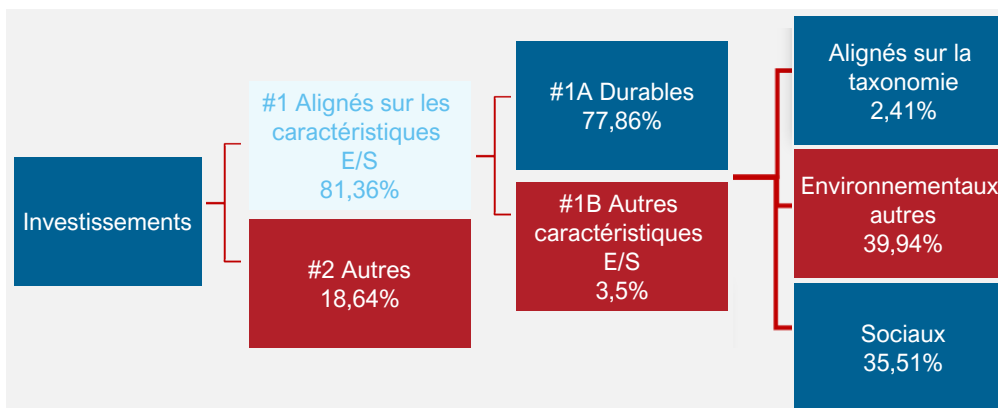 Investissements
#1 Alignés sur les
caractéristiques
E/S
81,36%
#2 Autres
18,64%
#1A Durables
77,86%
#1B Autres
caractéristiques
E/S
3,5%
Alignés sur la
taxonomie
2,41%
Environnementaux
autres
39,94%
Sociaux
35,51%